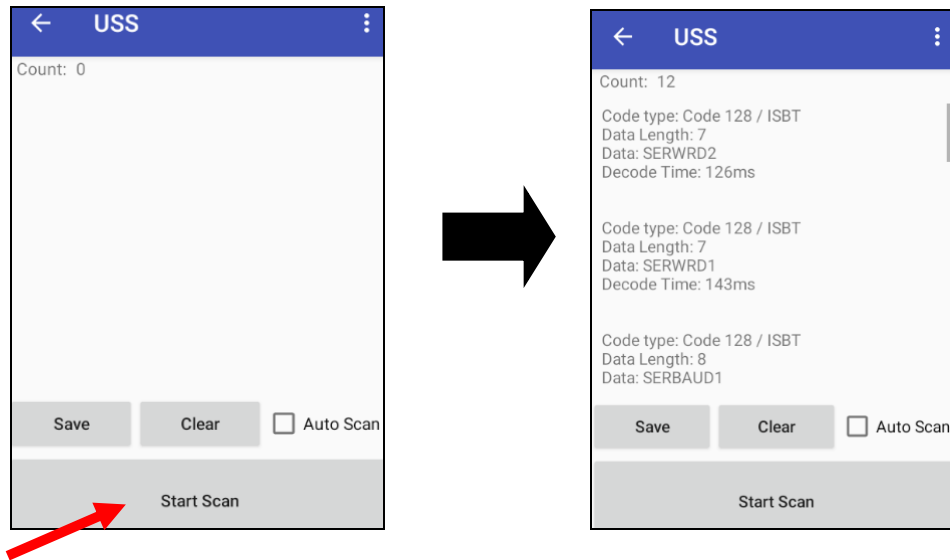 USS
Count: 0
Save
Clear
Auto Scan
Start Scan
USS
Count: 12
Code type: Code 128 / ISBT
Data Length: 7
Data: SERWRD2
Decode Time: 126ms
Code type: Code 128 / ISBT
Data Length: 7
Data: SERWRD1
Decode Time: 143ms
Code type: Code 128 / ISBT
Data Length: 8
Data: SERBAUD1
Save
Clear
Auto Scan
Start Scan